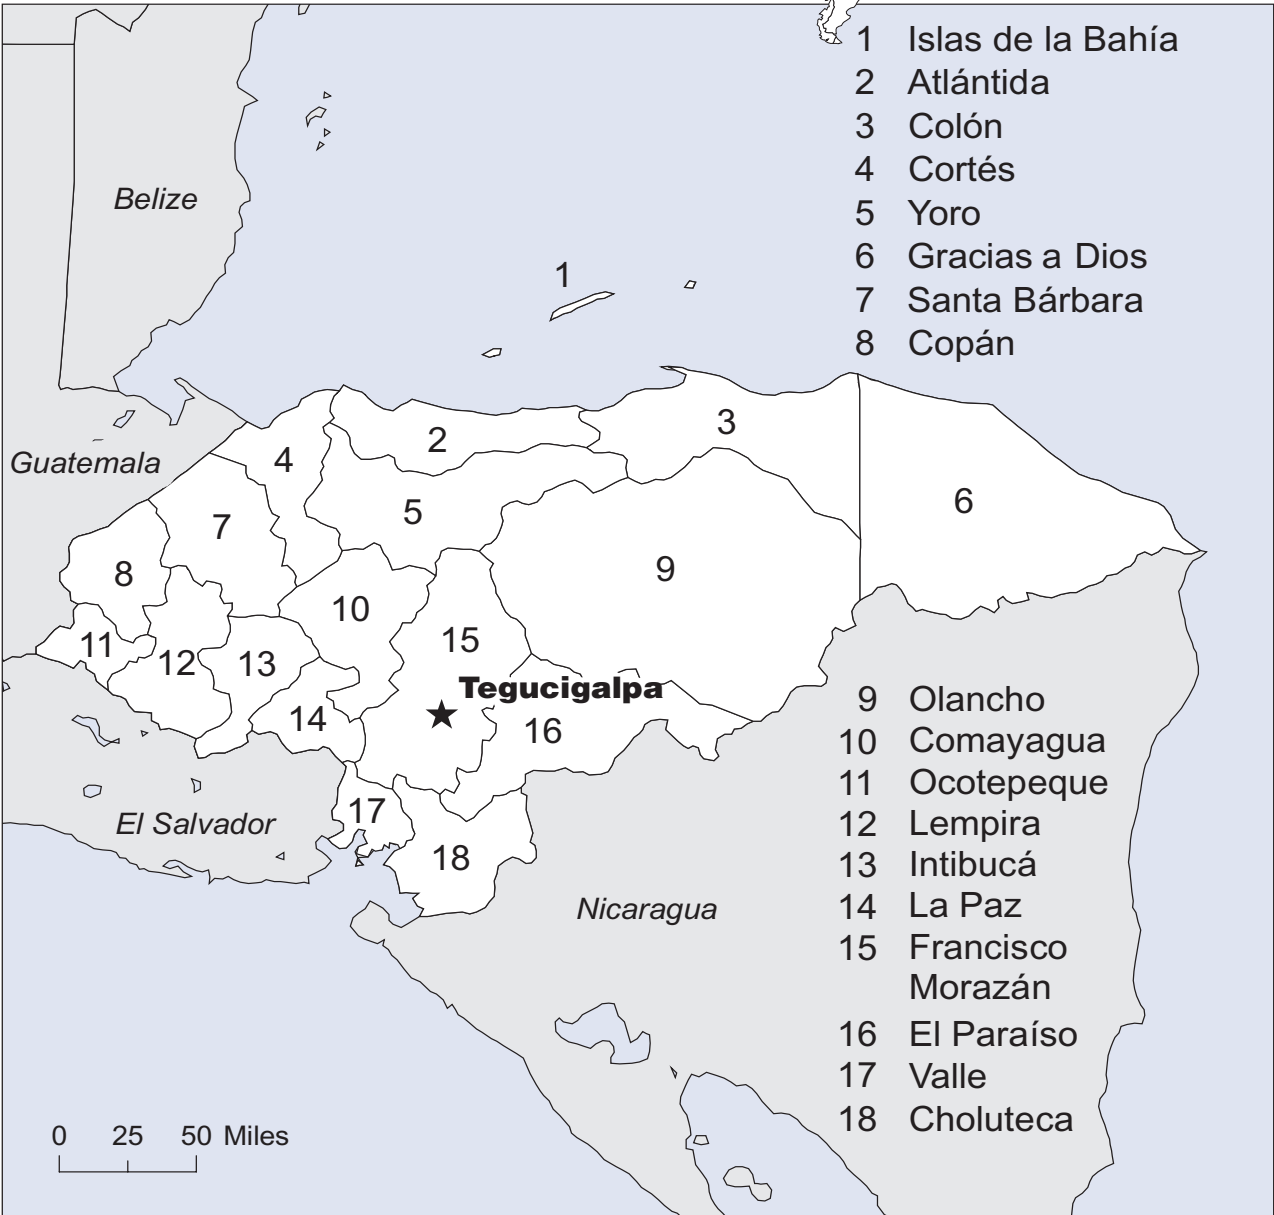 1 Islas de la Bahía
2 Atlántida
3 Colón
4 Cortés
5 Yoro
6 Gracias a Dios
7 Santa Bárbara
8 Copán
Belize
1
Guatemala
2
3
4
5
6
7
8
9
10
11
12
13
14
15
Tegucigalpa
16
17
18
El Salvador
Nicaragua
9 Olancho
10 Comayagua
11 Ocotepeque
12 Lempira
13 Intibucá
14 La Paz
15 Francisco
Morazán
16 El Paraíso
17 Valle
18 Choluteca
0 25 50 Miles